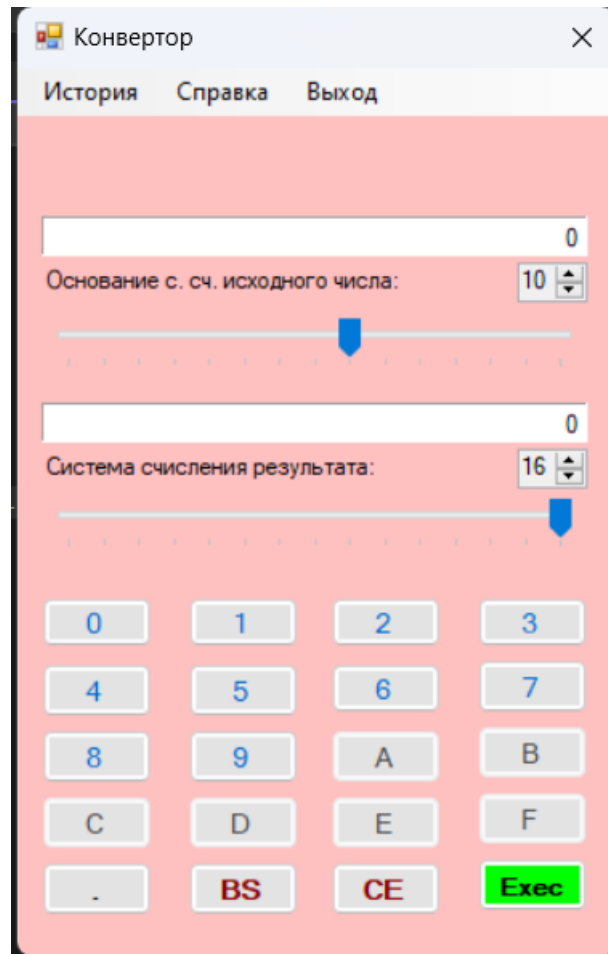 Конвертор
История Справка Выход
0
Основание с. сч. исходного числа: 10
0
Система счисления результата: 16
0 1 2 3
4 5 6 7
8 9 A B
C D E F
. BS CE Exec